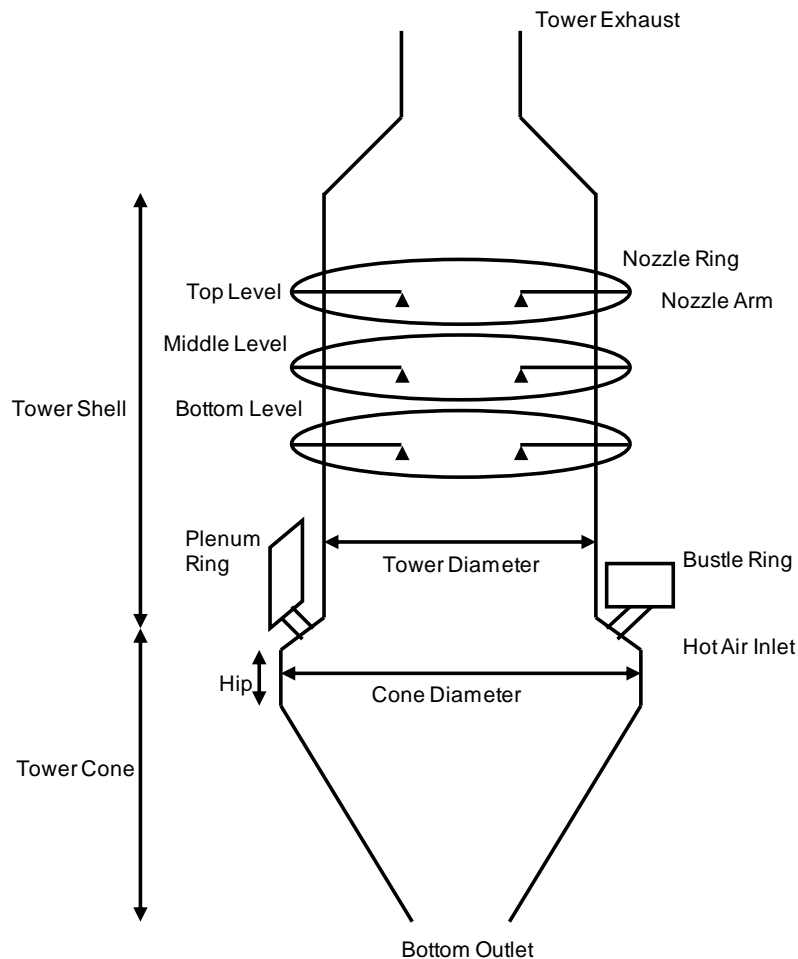 Tower Exhaust
Nozzle Ring
Top Level
Nozzle Arm
Middle Level
Tower Shell
Bottom Level
Plenum
Ring
Tower Diameter
Bustle Ring
Hot Air Inlet
Hip
Cone Diameter
Tower Cone
Bottom Outlet